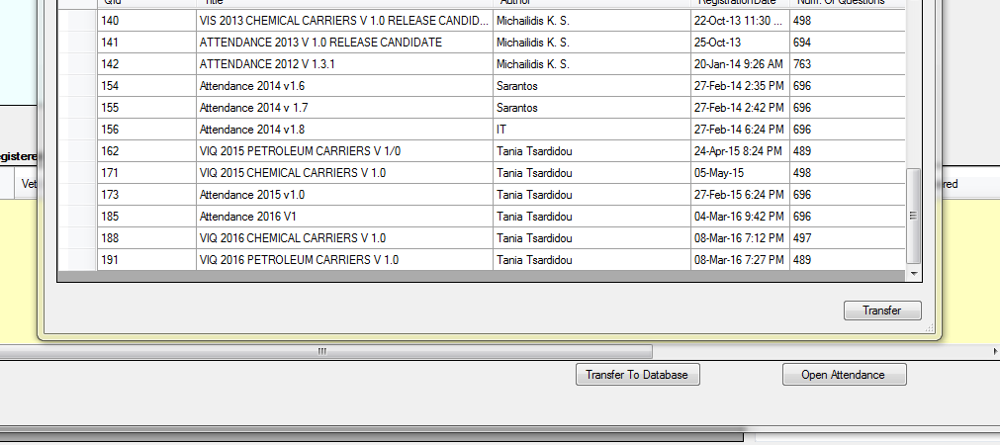 QId Title Author RegistrationDate Num. Of Questions
140 VIS 2013 CHEMICAL CARRIERS V 1.0 RELEASE CANDID... Michailidis K. S. 22-Oct-13 11:30 ... 498
141 ATTENDANCE 2013 V 1.0 RELEASE CANDIDATE Michailidis K. S. 25-Oct-13 694
142 ATTENDANCE 2012 V 1.3.1 Michailidis K. S. 20-Jan-14 9:26 AM 763
154 Attendance 2014 v1.6 Sarantos 27-Feb-14 2:35 PM 696
155 Attendance 2014 v 1.7 Sarantos 27-Feb-14 2:42 PM 696
156 Attendance 2014 v1.8 IT 27-Feb-14 6:24 PM 696
egistere
162 VIQ 2015 PETROLEUM CARRIERS V 1/0 Tania Tsardidou 24-Apr-15 8:24 PM 489
171 VIQ 2015 CHEMICAL CARRIERS V 1.0 Tania Tsardidou 05-May-15 498
Vet
red
173 Attendance 2015 v1.0 Tania Tsardidou 27-Feb-15 6:24 PM 696
185 Attendance 2016 V1 Tania Tsardidou 04-Mar-16 9:42 PM 696
188 VIQ 2016 CHEMICAL CARRIERS V 1.0 Tania Tsardidou 08-Mar-16 7:12 PM 497
191 VIQ 2016 PETROLEUM CARRIERS V 1.0 Tania Tsardidou 08-Mar-16 7:27 PM 489
Transfer
Transfer To Database Open Attendance